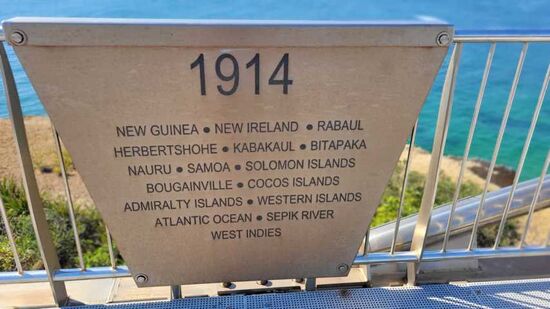 1914
NEW GUINEA • NEW IRELAND • RABAUL
HERBERTSHOHE • KABAKAUL • BITAPAKA
NAURU • SAMOA • SOLOMON ISLANDS
BOUGAINVILLE • COCOS ISLANDS
ADMIRALTY ISLANDS • WESTERN ISLANDS
ATLANTIC OCEAN • SEPIK RIVER
WEST INDIES